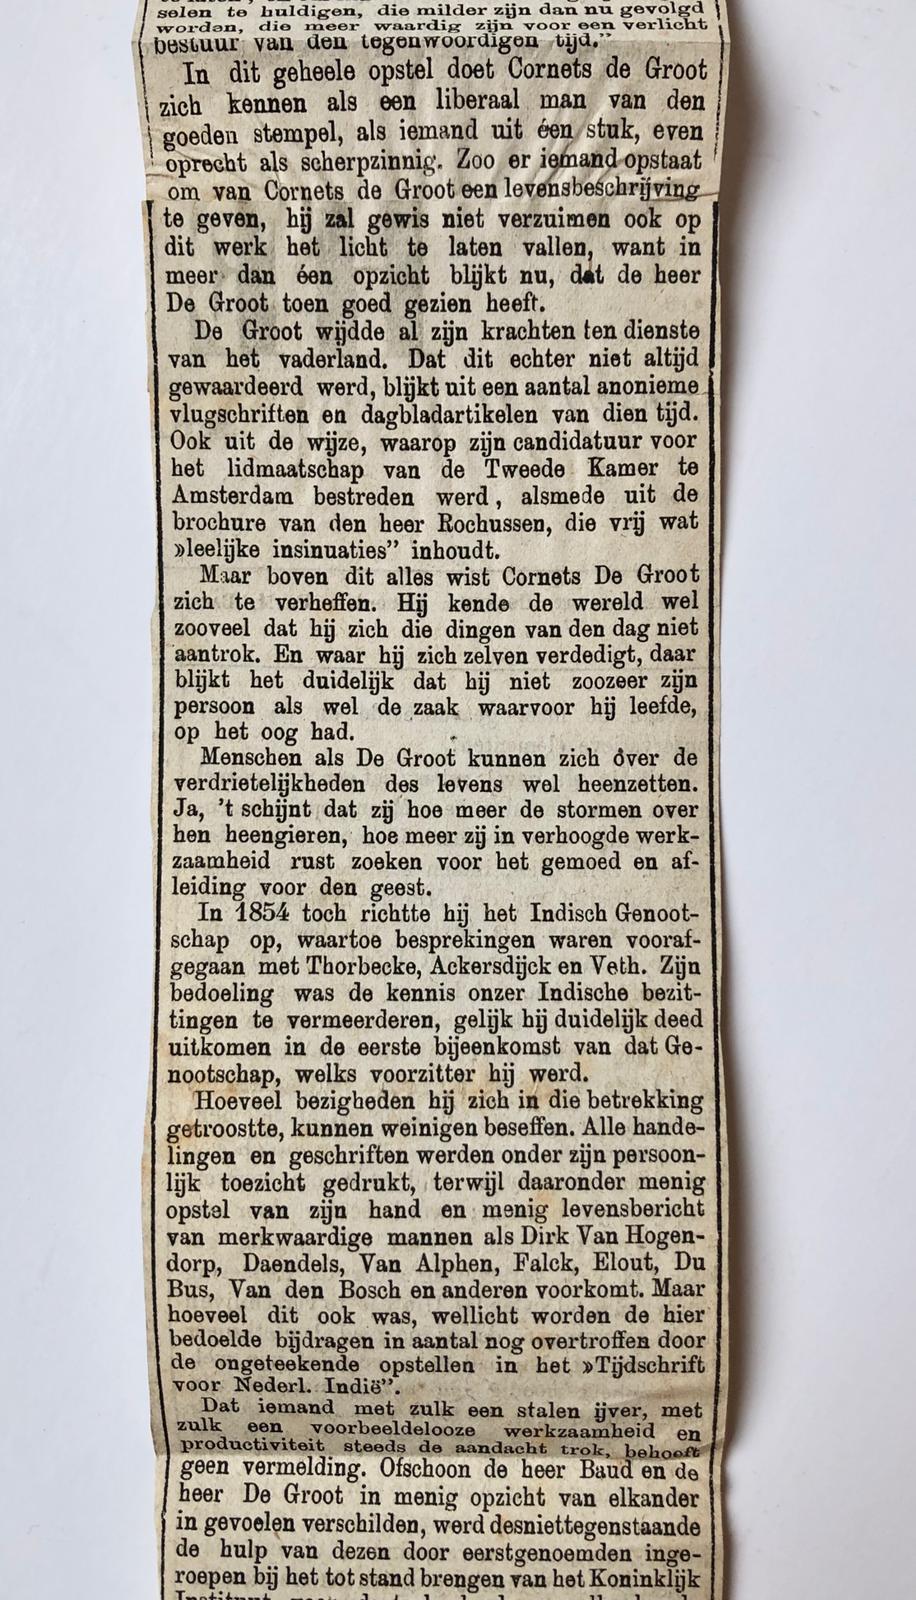 selen te huldigen, die milder zijn dan nu gevolgd
worden, die meer waardig zijn voor een verlicht
bestuur van den tegenwoordigen tijd.”
In dit geheele opstel doet Cornets de Groot
zich kennen als een liberaal man van den
goeden stempel, als iemand uit één stuk, even
oprecht als scherpzinnig. Zoo er iemand opstaat
om van Cornets de Groot een levensbeschrijving
te geven, hij zal gewis niet verzuimen ook op
dit werk het licht te laten vallen, want in
meer dan één opzicht blijkt nu, dat de heer
De Groot toen goed gezien heeft.
De Groot wijdde al zijn krachten ten dienste
van het vaderland. Dat dit echter niet altijd
gewaardeerd werd, blijkt uit een aantal anonieme
vlugschriften en dagbladartikelen van dien tijd.
Ook uit de wijze, waarop zijn candidatuur voor
het lidmaatschap van de Tweede Kamer te
Amsterdam bestreden werd, alsmede uit de
brochure van den heer Rochussen, die vrij wat
»leelijke insinuaties” inhoudt.
Maar boven dit alles wist Cornets De Groot
zich te verheffen. Hij kende de wereld wel
zooveel dat hij zich die dingen van den dag niet
aantrok. En waar hij zich zelven verdedigt, daar
blijkt het duidelijk dat hij niet zoozeer zijn
persoon als wel de zaak waarvoor hij leefde,
op het oog had.
Menschen als De Groot kunnen zich óver de
verdrietelijkheden des levens wel heenzetten.
Ja, 't schijnt dat zij hoe meer de stormen over
hen heengieren, hoe meer zij in verhoogde werk-
zaamheid rust zoeken voor het gemoed en af-
leiding voor den geest.
In 1854 toch richtte hij het Indisch Genoot-
schap op, waartoe besprekingen waren vooraf-
gegaan met Thorbecke, Ackersdijck en Veth. Zijn
bedoeling was de kennis onzer Indische bezit-
tingen te vermeerderen, gelijk hij duidelijk deed
uitkomen in de eerste bijeenkomst van dat Ge-
nootschap, welks voorzitter hij werd.
Hoeveel bezigheden hij zich in die betrekking
getroostte, kunnen weinigen beseffen. Alle hande-
lingen en geschriften werden onder zijn persoon-
lijk toezicht gedrukt, terwijl daaronder menig
opstel van zijn hand en menig levensbericht
van merkwaardige mannen als Dirk Van Hogen-
dorp, Daendels, Van Alphen, Falck, Elout, Du
Bus, Van den Bosch en anderen voorkomt. Maar
hoeveel dit ook was, wellicht worden de hier
bedoelde bijdragen in aantal nog overtroffen door
de ongeteekende opstellen in het »Tijdschrift
voor Nederl. Indië”.
Dat iemand met zulk een stalen ijver, met
zulk een voorbeeldelooze werkzaamheid en
productiviteit steeds de aandacht trok, behoeft
geen vermelding. Ofschoon de heer Baud en de
heer De Groot in menig opzicht van elkander
in gevoelen verschilden, werd desniettegenstaande
de hulp van dezen door eerstgenoemden inge-
roepen bij het tot stand brengen van het Koninklijk